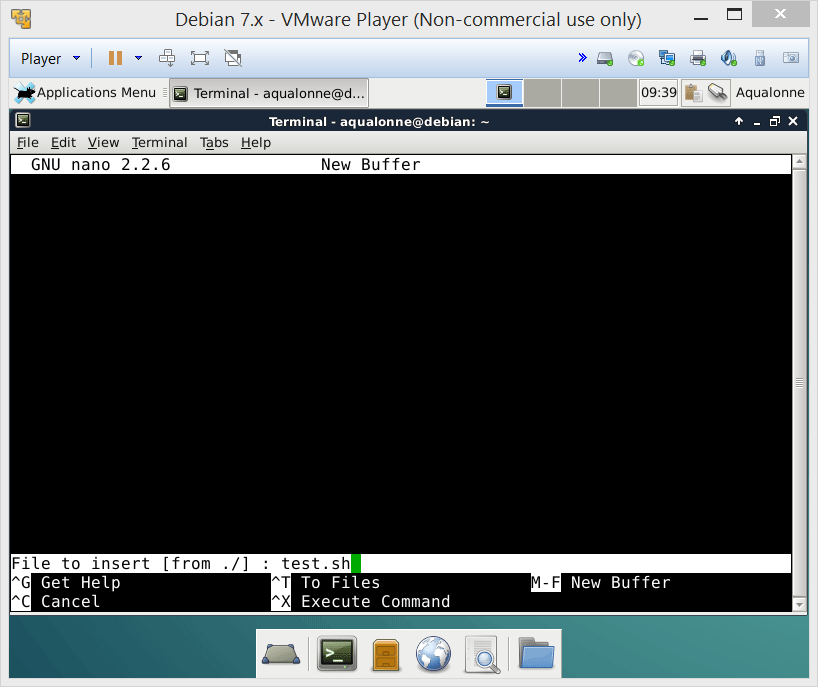 Debian 7.x - VMware Player (Non-commercial use only)
Player
Applications Menu
Terminal - aqualonne@d...
09:39
Aqualonne
Terminal - aqualonne@debian: ~
File Edit View Terminal Tabs Help
GNU nano 2.2.6 New Buffer
File to insert [from ./] : test.sh
^G Get Help ^T To Files M-F New Buffer
^C Cancel ^X Execute Command